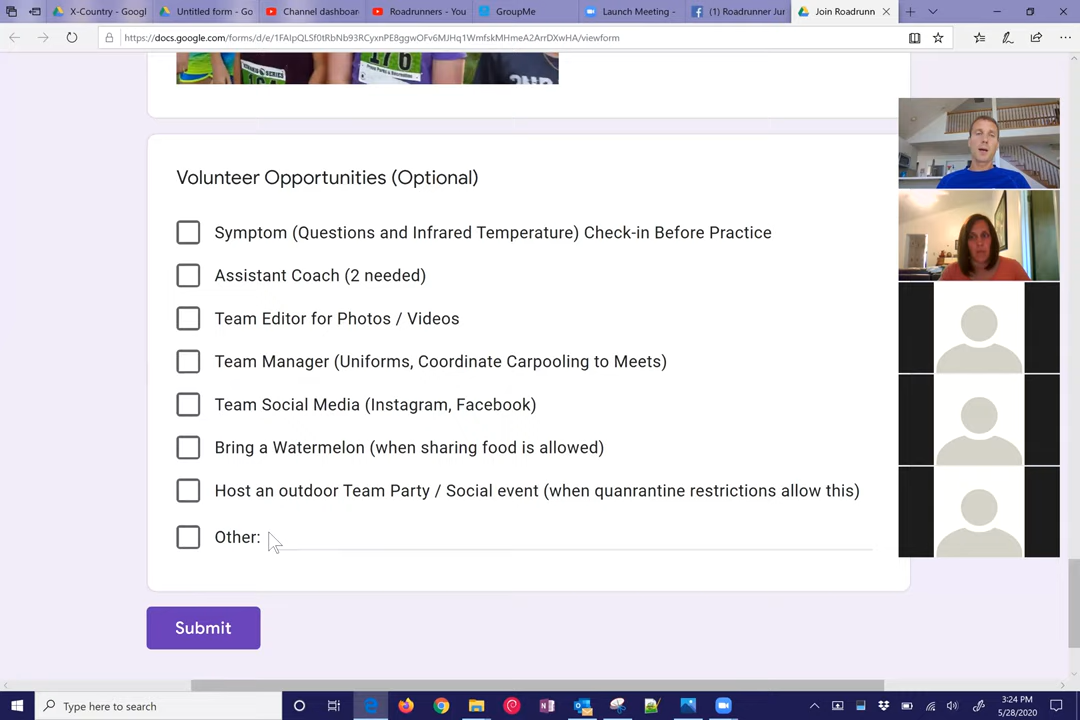 X-Country - Googl
Untitled form - Go
Channel dashboar
Roadrunners - You
GroupMe
Launch Meeting -
(1) Roadrunner Jur
Join Roadrunn
https://docs.google.com/forms/d/e/1FAIpQLSf0tRbNb93RCyxnPE8ggwOFv6MJHq1WmfskMHmeA2ArrDXwHA/viewform
176
Volunteer Opportunities (Optional)
Symptom (Questions and Infrared Temperature) Check-in Before Practice
Assistant Coach (2 needed)
Team Editor for Photos / Videos
Team Manager (Uniforms, Coordinate Carpooling to Meets)
Team Social Media (Instagram, Facebook)
Bring a Watermelon (when sharing food is allowed)
Host an outdoor Team Party / Social event (when quanrantine restrictions allow this)
Other:
Submit
Type here to search
3:24 PM
5/28/2020